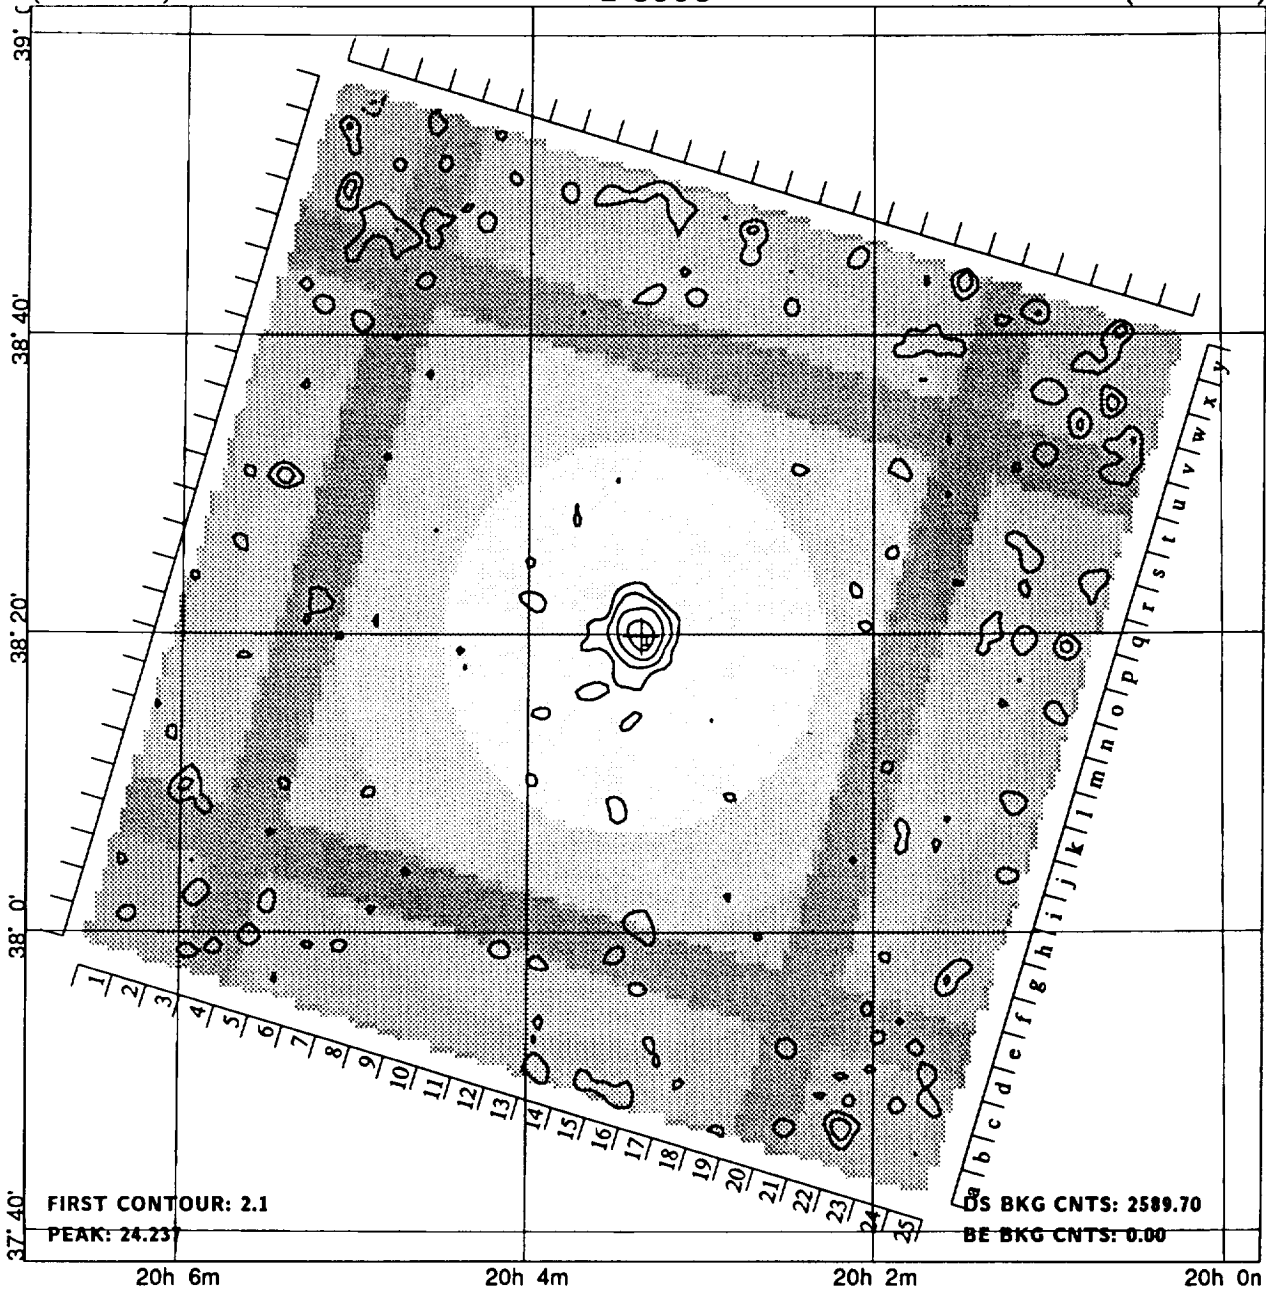 39°
38° 40'
38° 20'
38° 0'
37° 40'
y
x
w
v
u
t
s
r
q
p
o
n
m
l
k
j
i
h
g
f
e
d
c
b
a
1 2 3 4 5 6 7 8 9 10 11 12 13 14 15 16 17 18 19 20 21 22 23 24 25
FIRST CONTOUR: 2.1
PEAK: 24.237
DS BKG CNTS: 2589.70
BE BKG CNTS: 0.00
20h 6m 20h 4m 20h 2m 20h 0m